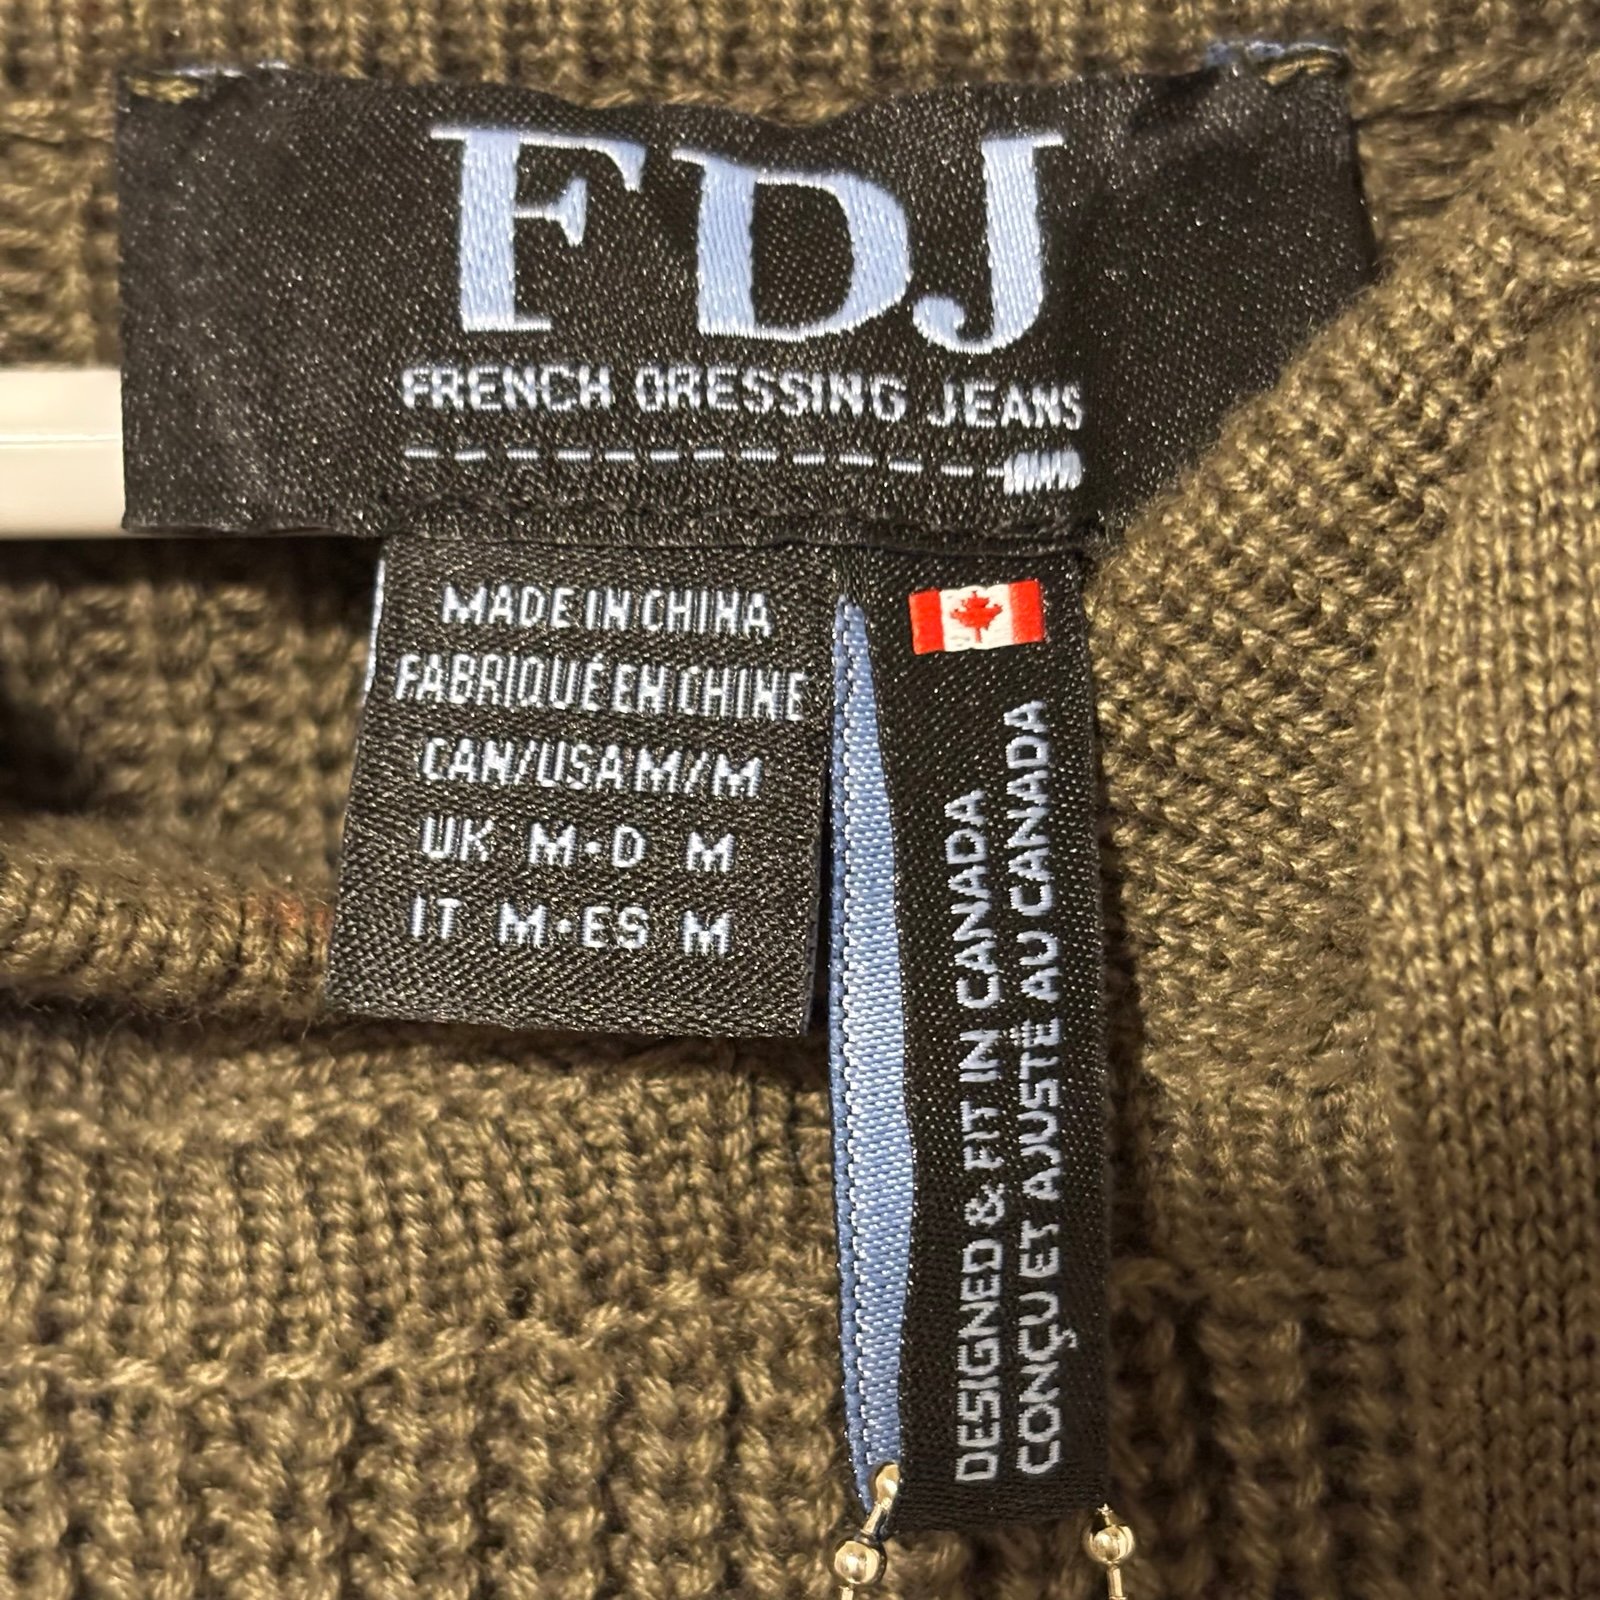 FDJ
FRENCH DRESSING JEANS
MADE IN CHINA
FABRIQUÉ EN CHINE
CAN/USA M/M
UK M•D M
IT M•ES M
DESIGNED & FIT IN CANADA
CONÇU ET AJUSTÉ AU CANADA